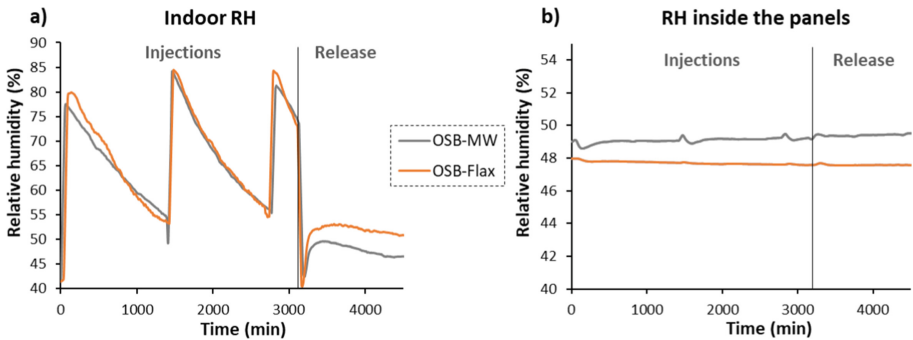 a) Indoor RH
Injections Release
Relative humidity (%)
90
85
80
75
70
65
60
55
50
45
40
0 1000 2000 3000 4000
Time (min)
OSB-MW
OSB-Flax
b) RH inside the panels
Injections Release
Relative humidity (%)
54
52
50
48
46
44
42
40
0 1000 2000 3000 4000
Time (min)